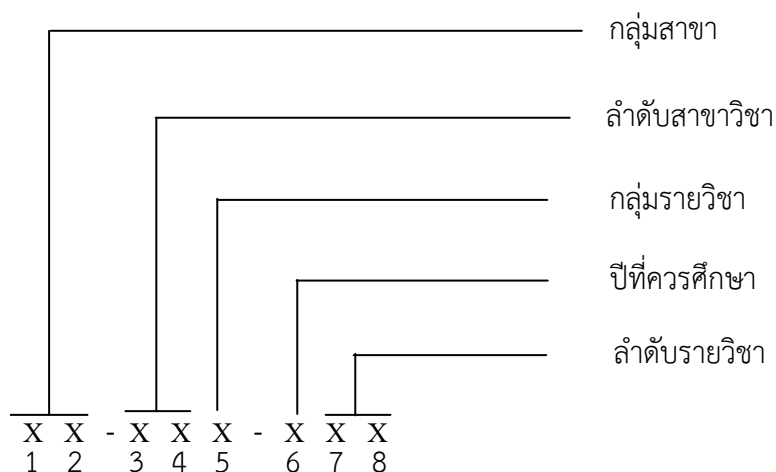 กลุ่มสาขา
ลำดับสาขาวิชา
กลุ่มรายวิชา
ปีที่ควรศึกษา
ลำดับรายวิชา
X X - X X X - X X X
1 2 3 4 5 6 7 8